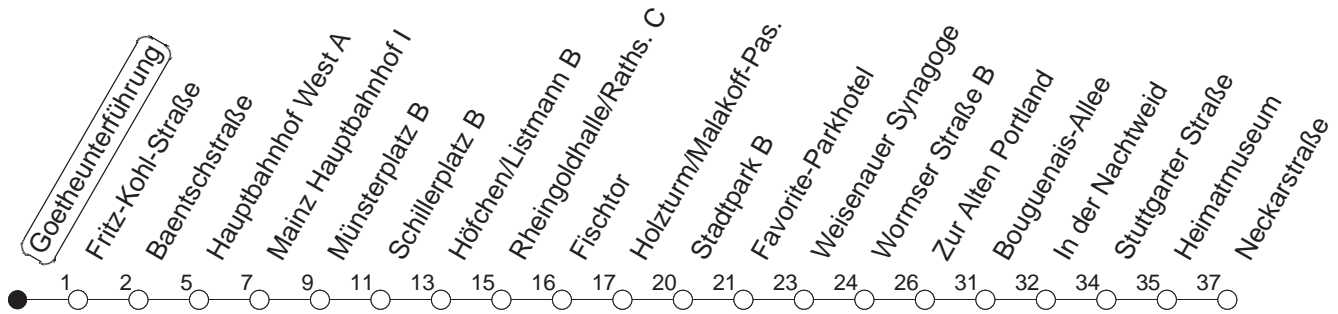 Goetheunterführung
Fritz-Kohl-Straße
Baentschstraße
Hauptbahnhof West A
Mainz Hauptbahnhof I
Münsterplatz B
Schillerplatz B
Höfchen/Listmann B
Rheingoldhalle/Raths. C
Fischtor
Holzturm/Malakoff-Pas.
Stadtpark B
Favorite-Parkhotel
Weisenauer Synagoge
Wormser Straße B
Zur Alten Portland
Bouguenais-Allee
In der Nachtweid
Stuttgarter Straße
Heimatmuseum
Neckarstraße
1 2 5 7 9 11 13 15 16 17 20 21 23 24 26 31 32 34 35 37